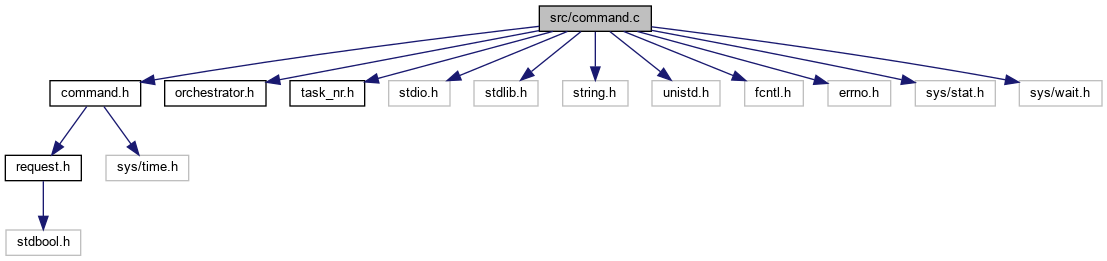 src/command.c
command.h
orchestrator.h
task_nr.h
stdio.h
stdlib.h
string.h
unistd.h
fcntl.h
errno.h
sys/stat.h
sys/wait.h
request.h
sys/time.h
stdbool.h